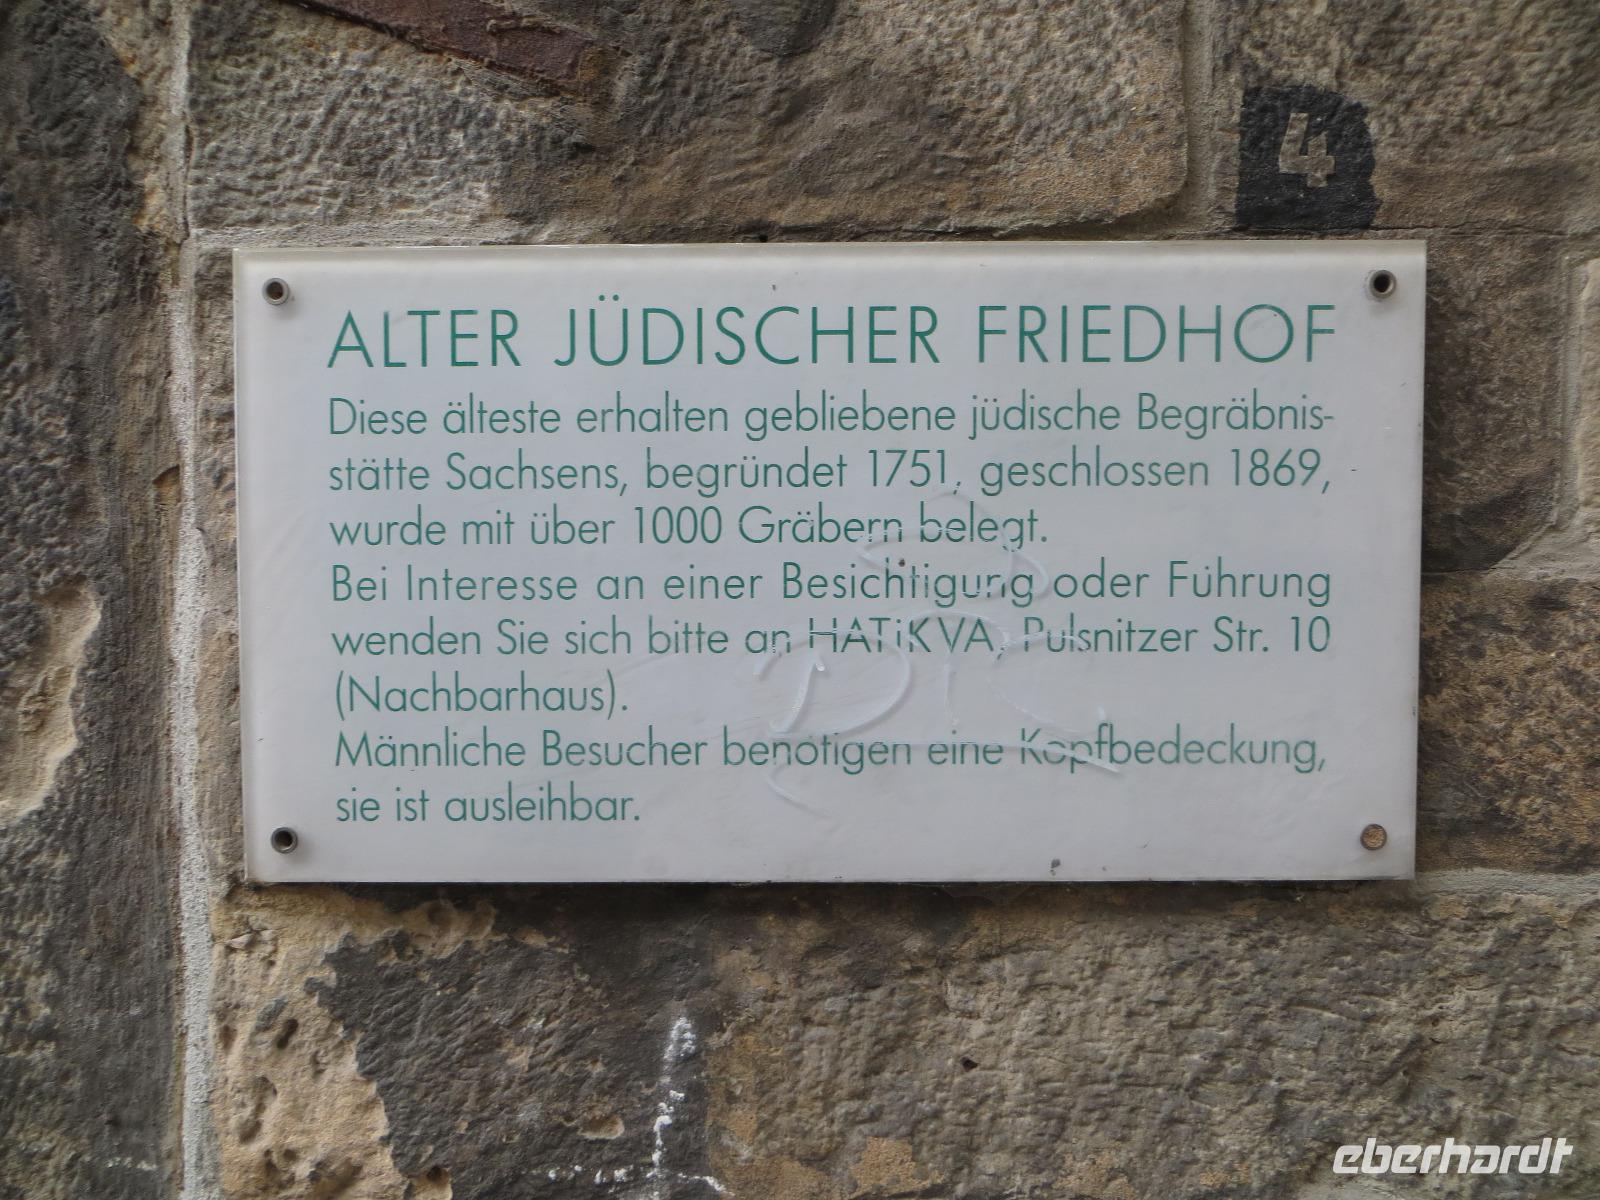 4
ALTER JÜDISCHER FRIEDHOF
Diese älteste erhalten gebliebene jüdische Begräbnis-
stätte Sachsens, begründet 1751, geschlossen 1869,
wurde mit über 1000 Gräbern belegt.
Bei Interesse an einer Besichtigung oder Führung
wenden Sie sich bitte an HATiKVA, Pulsnitzer Str. 10
(Nachbarhaus).
Männliche Besucher benötigen eine Kopfbedeckung,
sie ist ausleihbar.
eberhardt